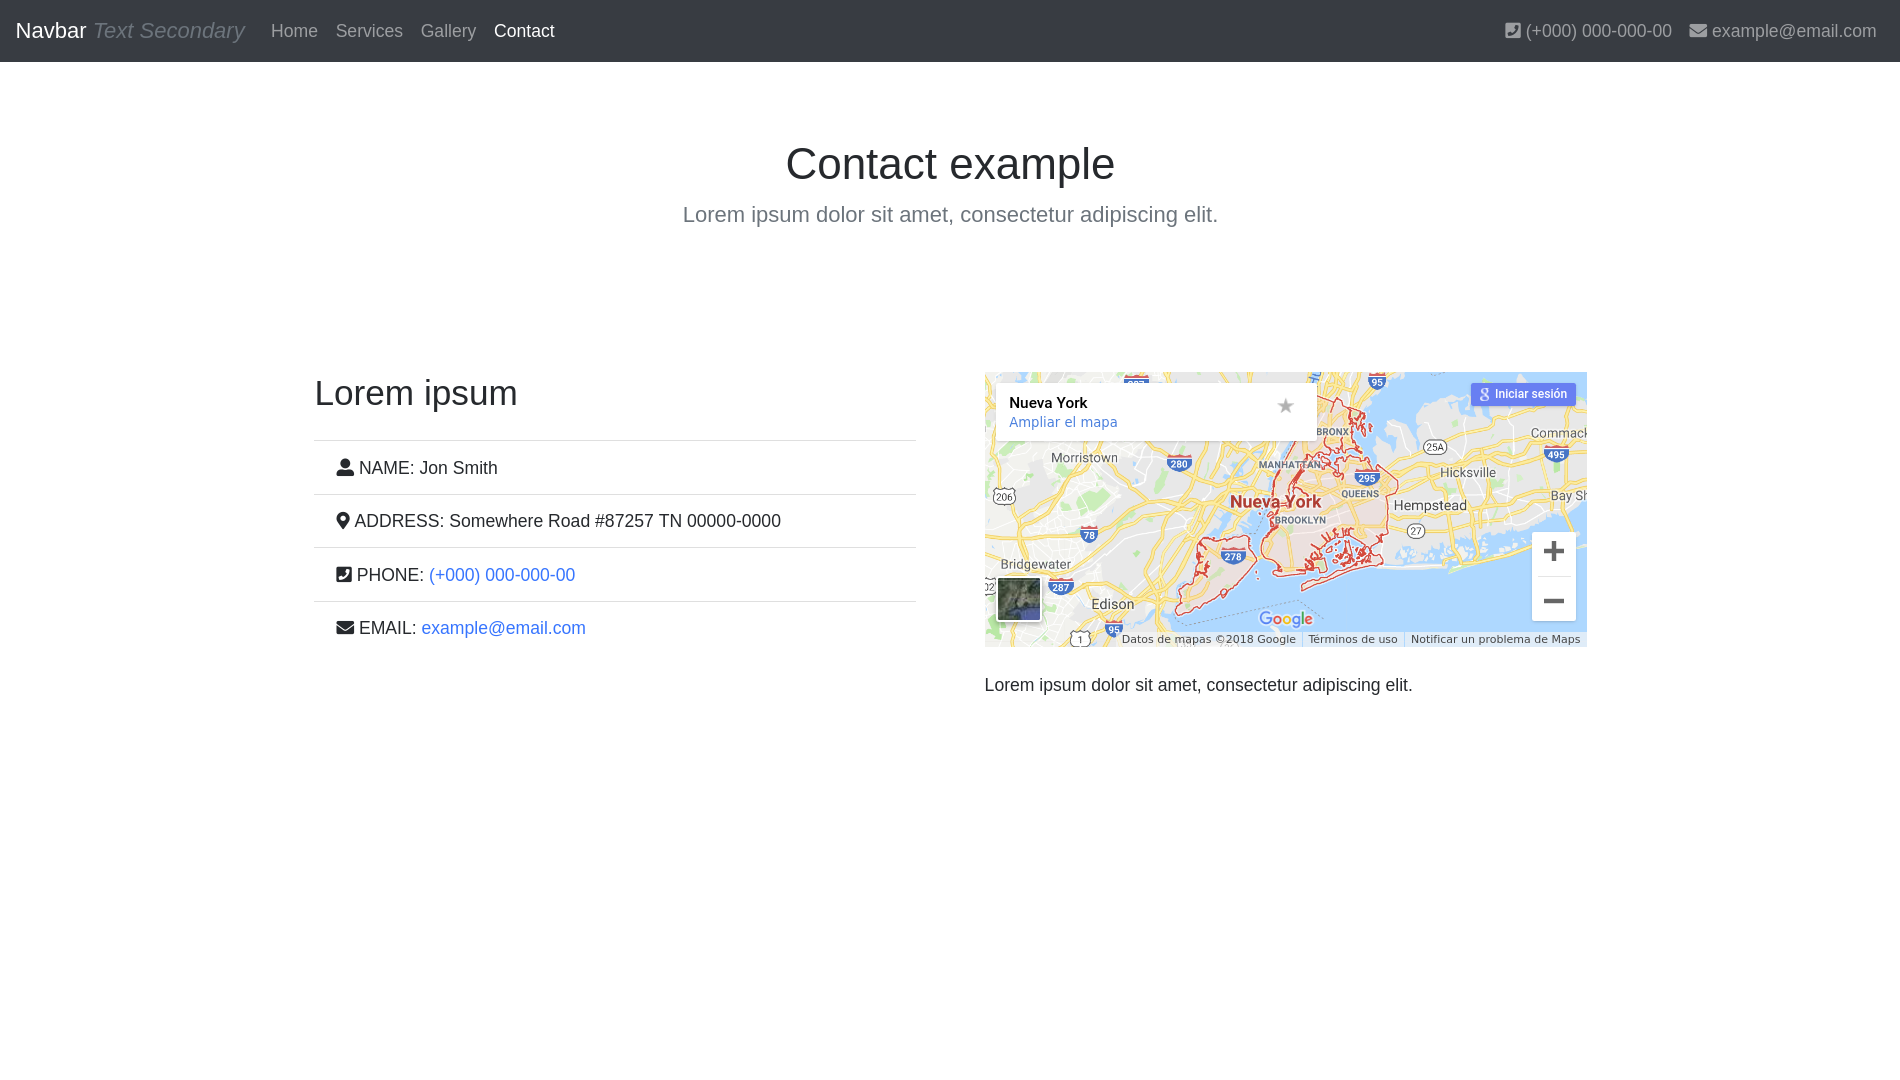 Navbar Text Secondary Home Services Gallery Contact (+000) 000-000-00 example@email.com
Contact example
Lorem ipsum dolor sit amet, consectetur adipiscing elit.
Lorem ipsum
NAME: Jon Smith
ADDRESS: Somewhere Road #87257 TN 00000-0000
PHONE: (+000) 000-000-00
EMAIL: example@email.com
95
Nueva York
Ampliar el mapa
Iniciar sesión
BRONX
Commack
25A
495
Morristown
280
MANHATTAN
Hicksville
295
206
QUEENS
Bay Sh
Nueva York
Hempstead
BROOKLYN
27
78
278
Bridgewater
287
Edison
Google
95
1
Datos de mapas ©2018 Google Términos de uso Notificar un problema de Maps
Lorem ipsum dolor sit amet, consectetur adipiscing elit.